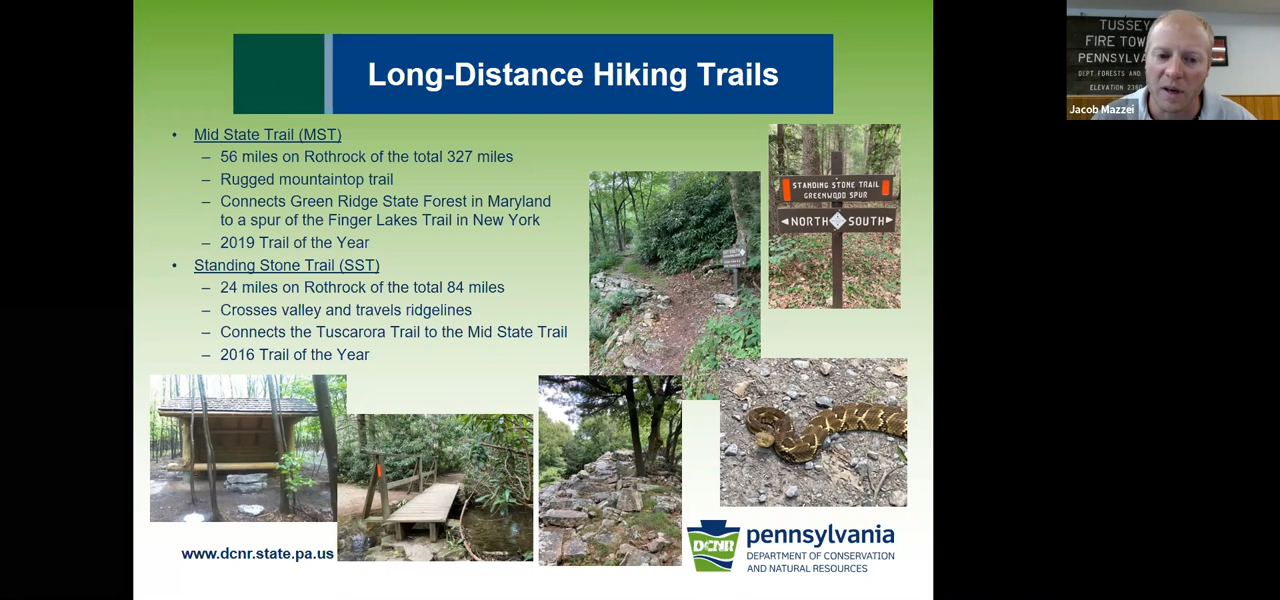 Long-Distance Hiking Trails
• Mid State Trail (MST)
– 56 miles on Rothrock of the total 327 miles
– Rugged mountaintop trail
– Connects Green Ridge State Forest in Maryland
to a spur of the Finger Lakes Trail in New York
– 2019 Trail of the Year
• Standing Stone Trail (SST)
– 24 miles on Rothrock of the total 84 miles
– Crosses valley and travels ridgelines
– Connects the Tuscarora Trail to the Mid State Trail
– 2016 Trail of the Year
STANDING STONE TRAIL
GREENWOOD SPUR
NORTH SOUTH
www.dcnr.state.pa.us
DCNR
pennsylvania
DEPARTMENT OF CONSERVATION
AND NATURAL RESOURCES
TUSSEY
FIRE TOW
PENNSYLVA
DEPT FORESTS AND
ELEVATION 2380
Jacob Mazzei